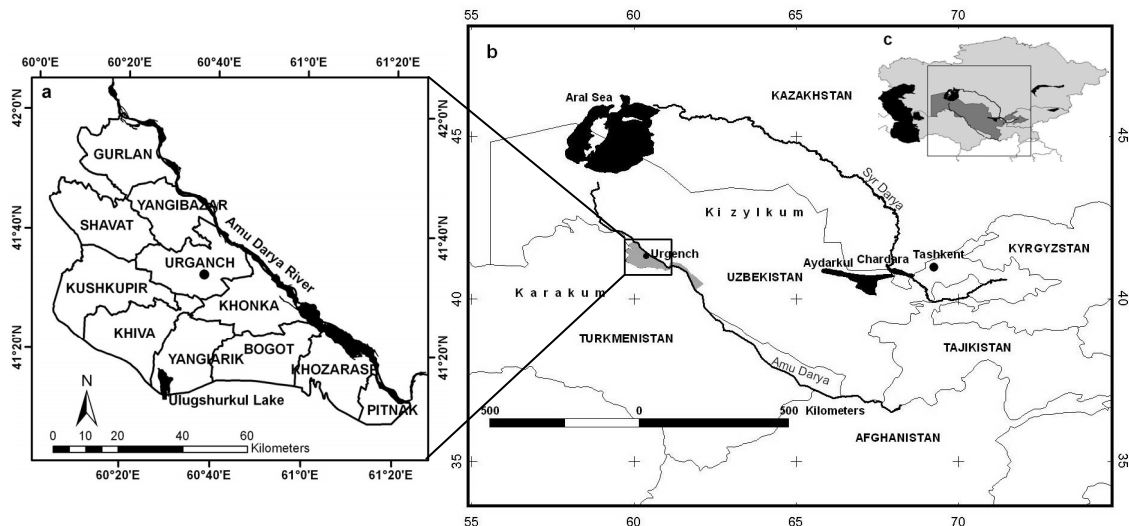 a
60°0'E 60°20'E 60°40'E 61°0'E 61°20'E
42°0'N
41°40'N
41°20'N
GURLAN
YANGIBAZAR
SHAVAT
Amu Darya River
URGANCH
KUSHKUPIR
KHONKA
KHIVA
YANGIARIK
BOGOT
KHOZARASB
PITNAK
Ulugshurkul Lake
N
0 10 20 40 60
Kilometers
60°20'E 60°40'E 61°0'E 61°20'E
42°0'N
41°40'N
41°20'N
55 60 65 70
b
c
Aral Sea
KAZAKHSTAN
45
45
Syr Darya
Kizylkum
Urgench
UZBEKISTAN
Aydarkul
Chardara
Tashkent
KYRGYZSTAN
Karakum
40
40
TURKMENISTAN
TAJIKISTAN
Amu Darya
500 0 500
Kilometers
AFGHANISTAN
35
35
55 60 65 70